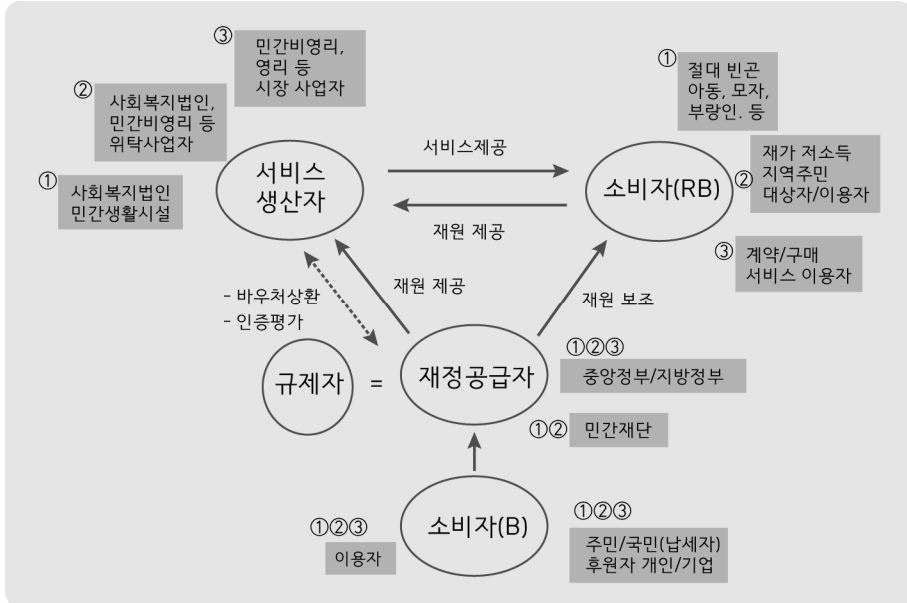 ③
민간비영리,
영리 등
시장 사업자
②
사회복지법인,
민간비영리 등
위탁사업자
①
사회복지법인
민간생활시설
서비스
생산자
서비스제공
재원 제공
①
절대 빈곤
아동, 모자,
부랑인. 등
소비자(RB)
②
재가 저소득
지역주민
대상자/이용자
③
계약/구매
서비스 이용자
- 바우처상환
- 인증평가
재원 제공
재원 보조
규제자
=
재정공급자
①②③
중앙정부/지방정부
①②
민간재단
①②③
이용자
소비자(B)
①②③
주민/국민(납세자)
후원자 개인/기업